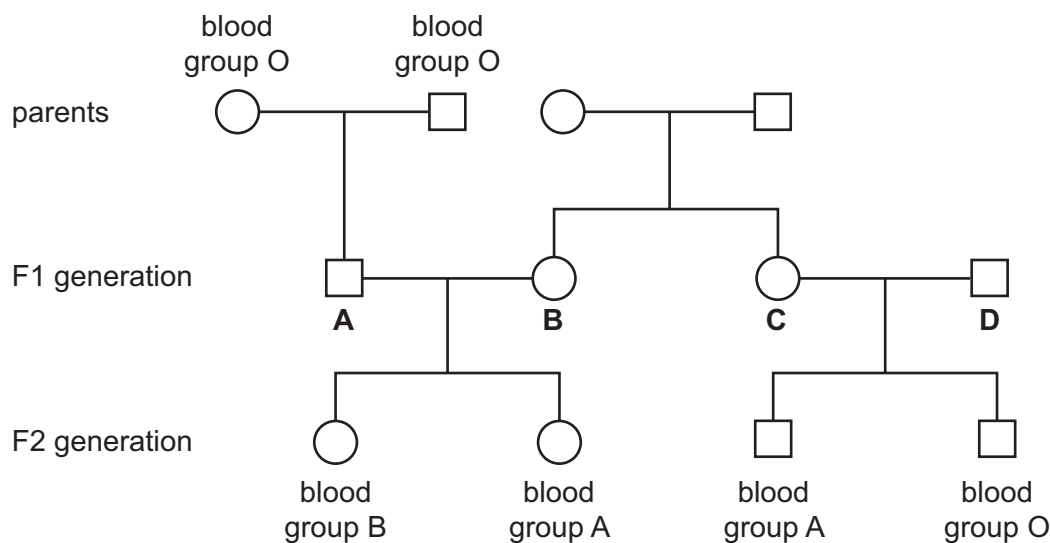 blood
group O
blood
group O
parents
F1 generation
A
B
C
D
F2 generation
blood
group B
blood
group A
blood
group A
blood
group O